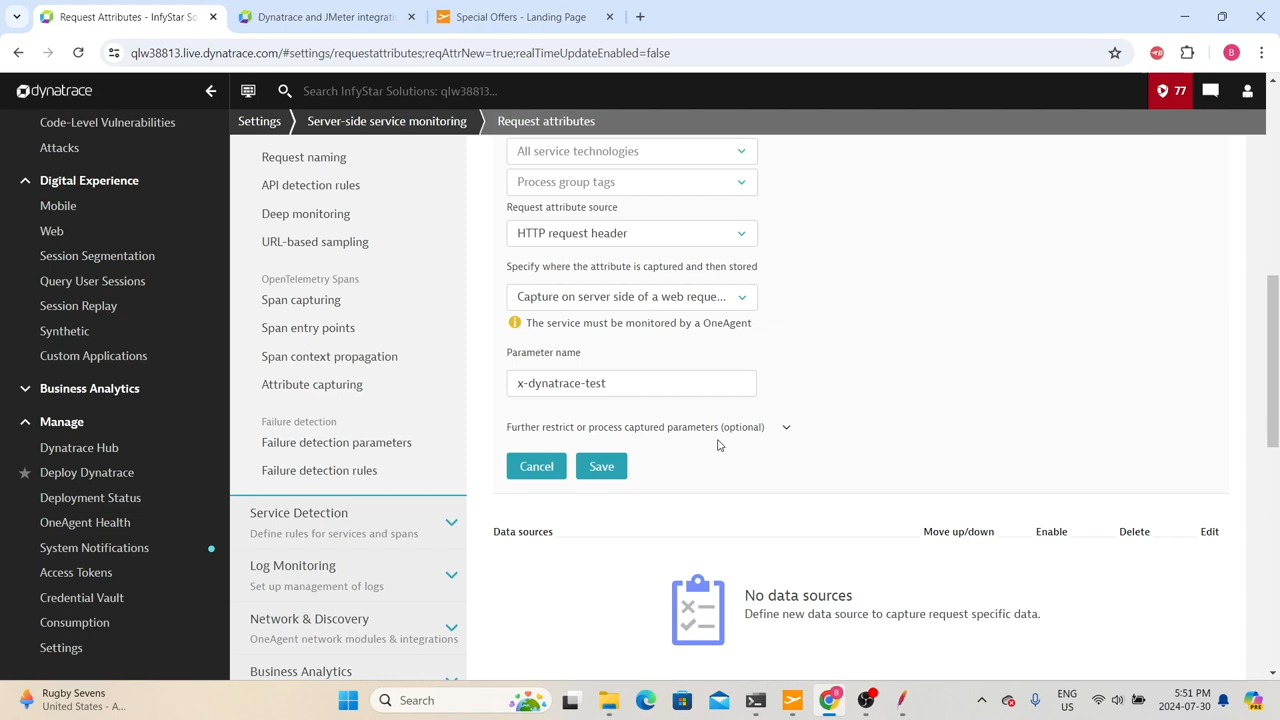 Request Attributes - InfyStar So
Dynatrace and JMeter integratio
Special Offers - Landing Page
qlw38813.live.dynatrace.com/#settings/requestattributes;reqAttrNew=true;realTimeUpdateEnabled=false
B
dynatrace
Search InfyStar Solutions: qlw38813...
77
Settings
Server-side service monitoring
Request attributes
Code-Level Vulnerabilities
Attacks
Digital Experience
Mobile
Web
Session Segmentation
Query User Sessions
Session Replay
Synthetic
Custom Applications
Business Analytics
Manage
Dynatrace Hub
Deploy Dynatrace
Deployment Status
OneAgent Health
System Notifications
Access Tokens
Credential Vault
Consumption
Settings
Request naming
API detection rules
Deep monitoring
URL-based sampling
OpenTelemetry Spans
Span capturing
Span entry points
Span context propagation
Attribute capturing
Failure detection
Failure detection parameters
Failure detection rules
Service Detection
Define rules for services and spans
Log Monitoring
Set up management of logs
Network & Discovery
OneAgent network modules & integrations
Business Analytics
All service technologies
Process group tags
Request attribute source
HTTP request header
Specify where the attribute is captured and then stored
Capture on server side of a web reque...
The service must be monitored by a OneAgent
Parameter name
x-dynatrace-test
Further restrict or process captured parameters (optional)
Cancel
Save
Data sources
Move up/down
Enable
Delete
Edit
No data sources
Define new data source to capture request specific data.
Rugby Sevens
United States - A...
Search
ENG
US
5:51 PM
2024-07-30